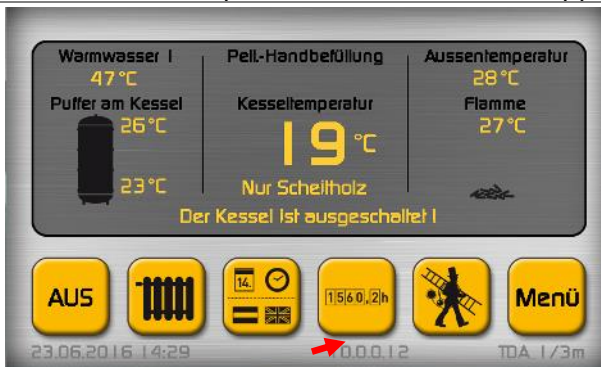 Warmwasser 1
Pell.-Handbefüllung
Aussentemperatur
47°C
28°C
Puffer am Kessel
Kesseltemperatur
Flamme
26°C
19°C
27°C
23°C
Nur Scheitholz
Der Kessel ist ausgeschaltet !
AUS
14.
1560,2h
Menü
23.06.2016 14:29
0.0.0.12
TDA 1/3m